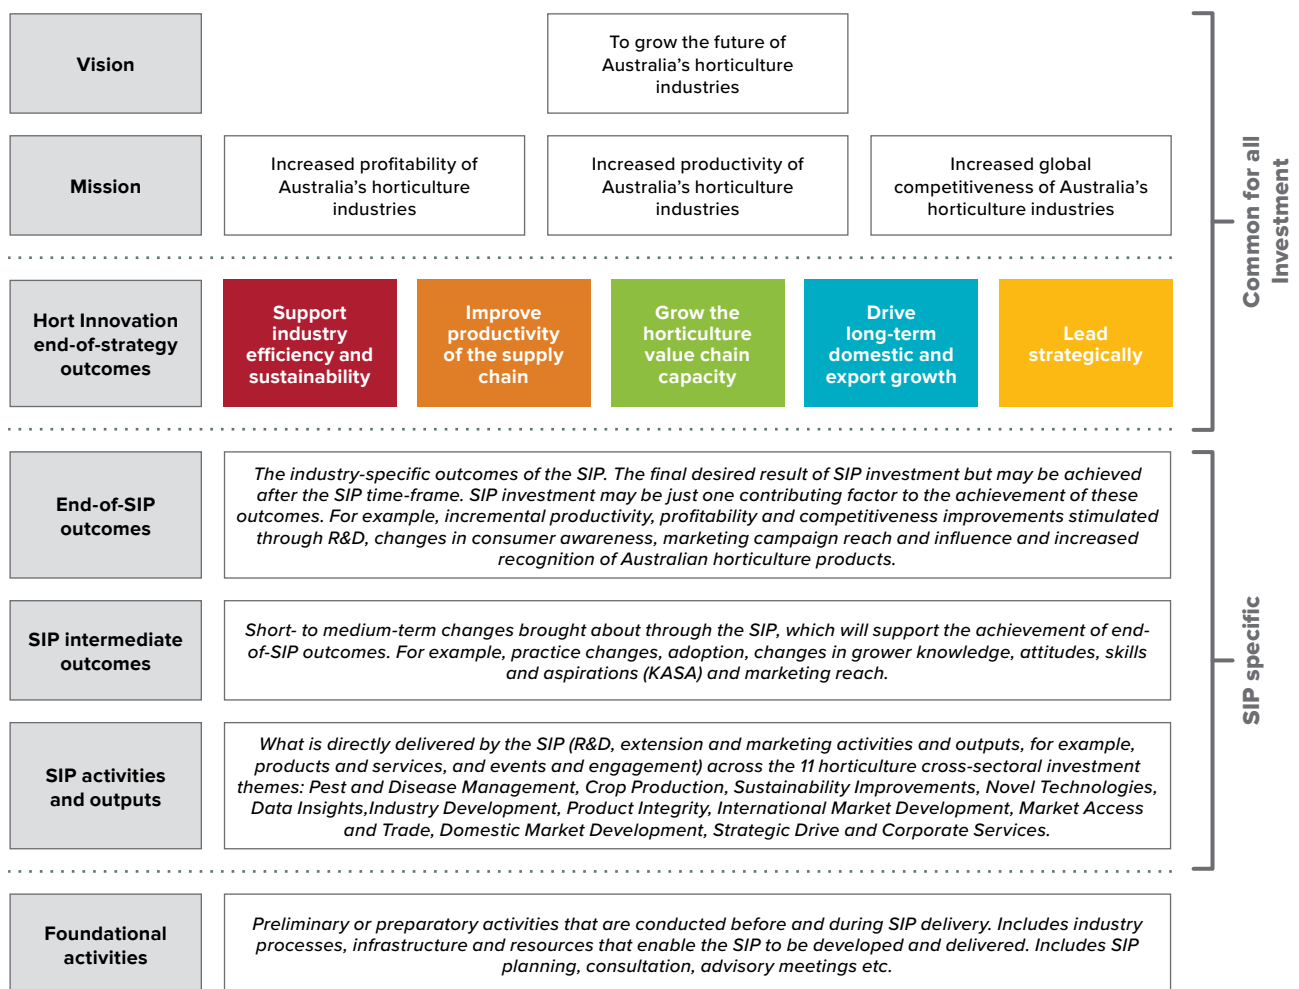 Vision
To grow the future of
Australia’s horticulture
industries
Mission
Increased profitability of
Australia’s horticulture
industries
Increased productivity of
Australia’s horticulture
industries
Increased global
competitiveness of Australia’s
horticulture industries
Common for all
Investment
Hort Innovation
end-of-strategy
outcomes
Support
industry
efficiency and
sustainability
Improve
productivity
of the supply
chain
Grow the
horticulture
value chain
capacity
Drive
long-term
domestic and
export growth
Lead
strategically
End-of-SIP
outcomes
The industry-specific outcomes of the SIP. The final desired result of SIP investment but may be achieved
after the SIP time-frame. SIP investment may be just one contributing factor to the achievement of these
outcomes. For example, incremental productivity, profitability and competitiveness improvements stimulated
through R&D, changes in consumer awareness, marketing campaign reach and influence and increased
recognition of Australian horticulture products.
SIP intermediate
outcomes
Short- to medium-term changes brought about through the SIP, which will support the achievement of end-
of-SIP outcomes. For example, practice changes, adoption, changes in grower knowledge, attitudes, skills
and aspirations (KASA) and marketing reach.
SIP specific
SIP activities
and outputs
What is directly delivered by the SIP (R&D, extension and marketing activities and outputs, for example,
products and services, and events and engagement) across the 11 horticulture cross-sectoral investment
themes: Pest and Disease Management, Crop Production, Sustainability Improvements, Novel Technologies,
Data Insights,Industry Development, Product Integrity, International Market Development, Market Access
and Trade, Domestic Market Development, Strategic Drive and Corporate Services.
Foundational
activities
Preliminary or preparatory activities that are conducted before and during SIP delivery. Includes industry
processes, infrastructure and resources that enable the SIP to be developed and delivered. Includes SIP
planning, consultation, advisory meetings etc.